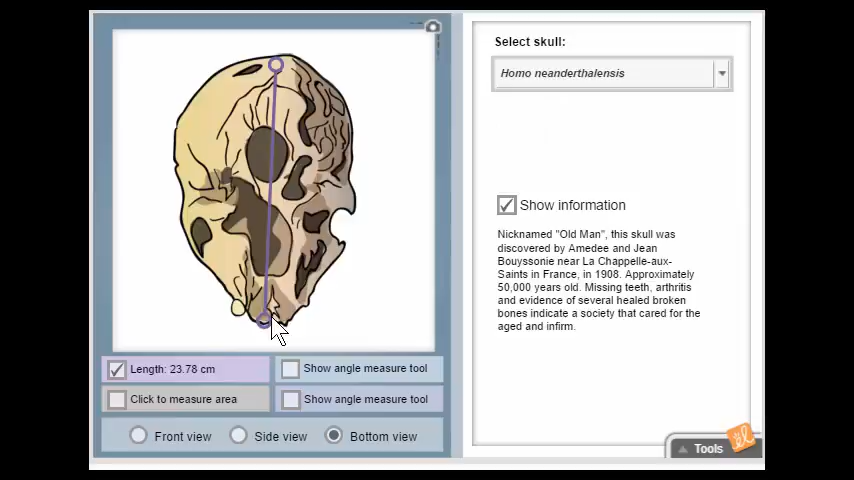 Select skull:
Homo neanderthalensis
Show information
Nicknamed "Old Man", this skull was
discovered by Amedee and Jean
Bouyssonie near La Chappelle-aux-
Saints in France, in 1908. Approximately
50,000 years old. Missing teeth, arthritis
and evidence of several healed broken
bones indicate a society that cared for the
aged and infirm.
Length: 23.78 cm
Show angle measure tool
Click to measure area
Show angle measure tool
Front view
Side view
Bottom view
Tools
el